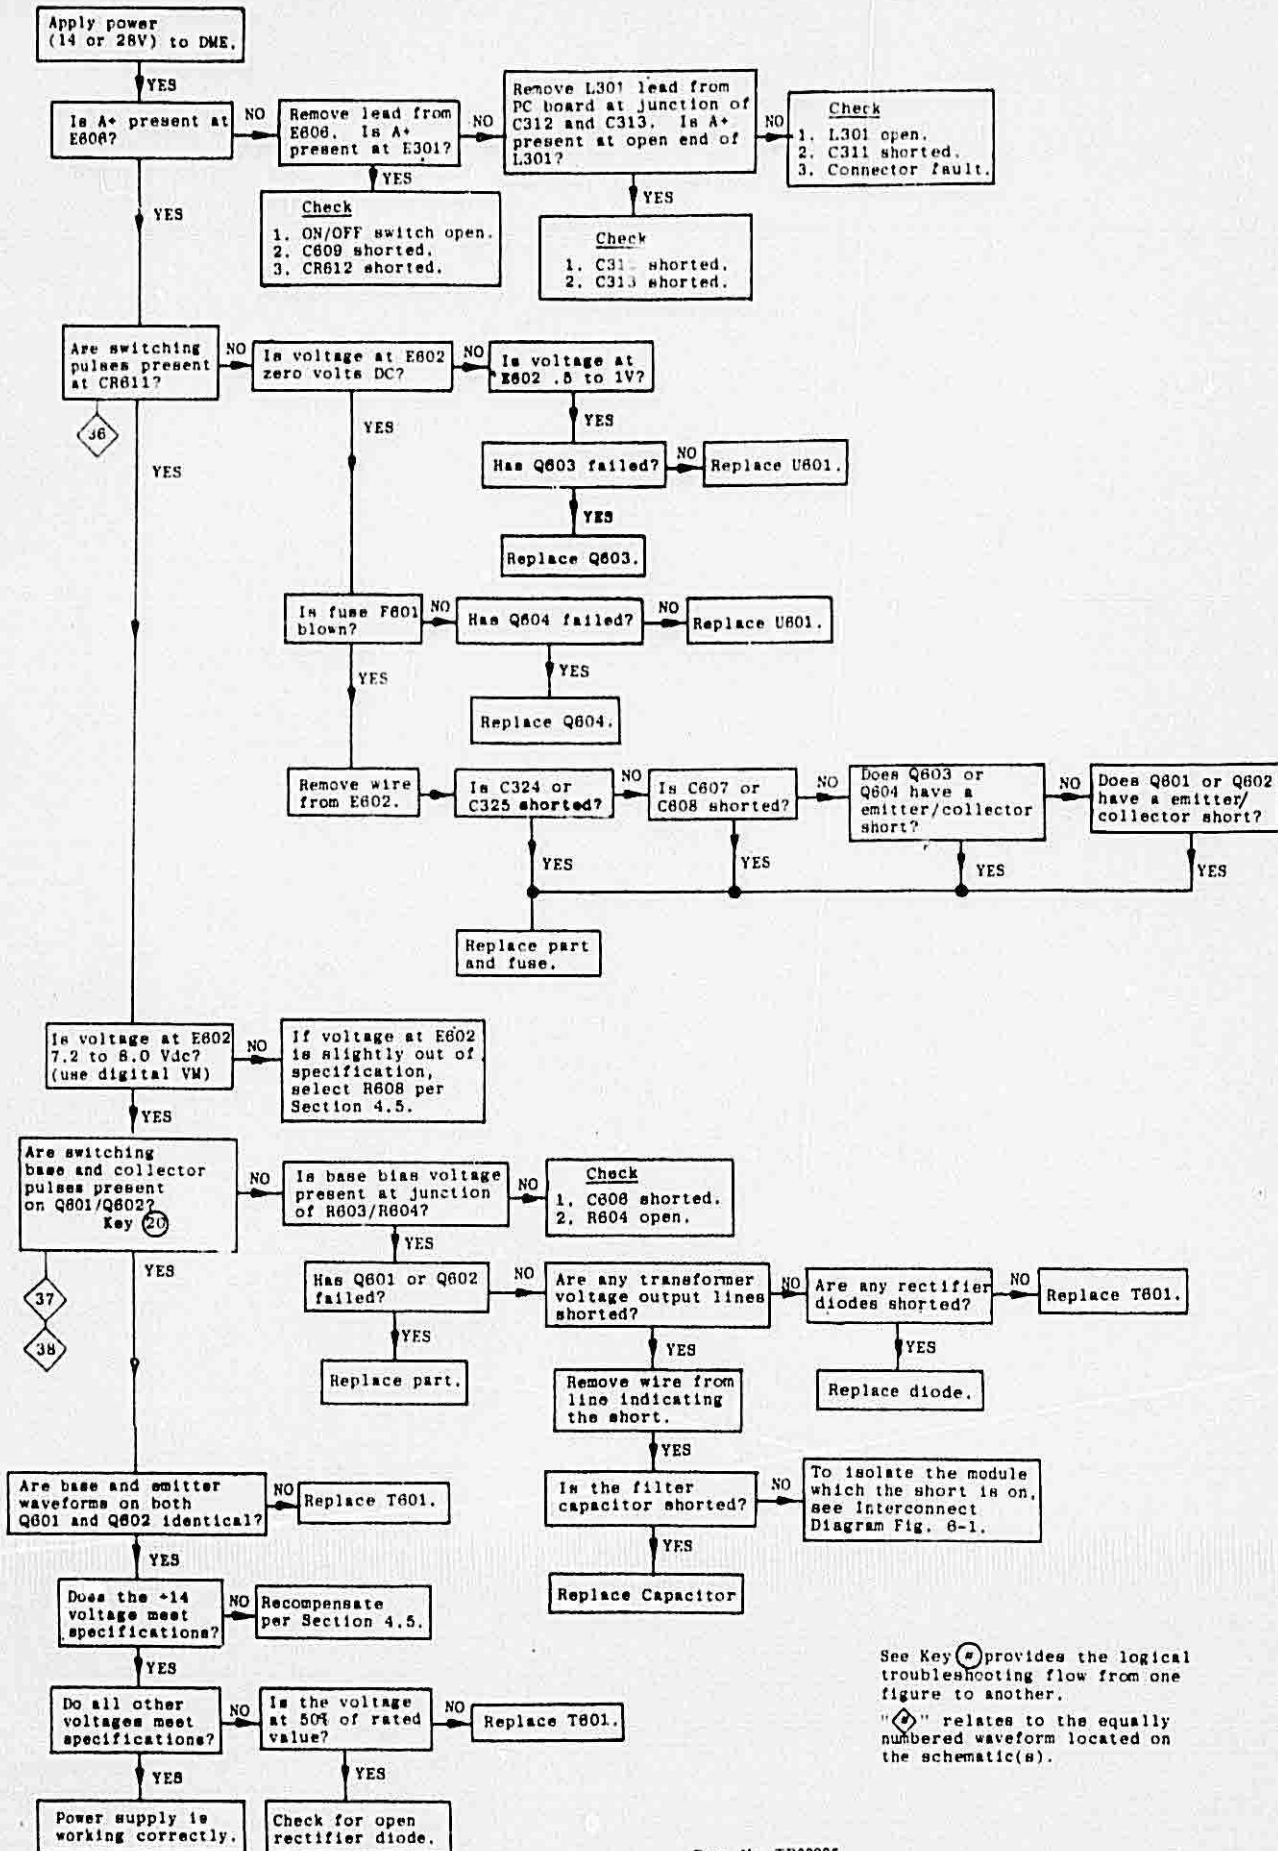 Apply power
(14 or 28V) to DME.
YES
Is A+ present at
E606?
NO
Remove lead from
E606. Is A+
present at E301?
NO
Remove L301 lead from
PC board at junction of
C312 and C313. Is A+
present at open end of
L301?
NO
Check
1. L301 open.
2. C311 shorted.
3. Connector fault.
YES
Check
1. ON/OFF switch open.
2. C609 shorted.
3. CR612 shorted.
YES
Check
1. shorted.
2. C313 shorted.
YES
Are switching
pulses present
at CR611?
NO
Is voltage at E602
zero volts DC?
NO
Is voltage at
E602 .5 to 1V?
36
YES
YES
YES
Has Q603 failed?
NO
Replace U601.
YES
Replace Q603.
Is fuse F601
blown?
NO
Has Q604 failed?
NO
Replace U601.
YES
YES
Replace Q604.
Remove wire
from E602.
Is C324 or
C325 shorted?
NO
Is C607 or
C608 shorted?
NO
Does Q603 or
Q604 have a
emitter/collector
short?
NO
Does Q601 or Q602
have a emitter/
collector short?
YES
YES
YES
YES
Replace part
and fuse.
Is voltage at E602
7.2 to 8.0 Vdc?
(use digital VM)
NO
If voltage at E602
is slightly out of
specification,
select R608 per
Section 4.5.
YES
Are switching
base and collector
pulses present
on Q601/Q602?
Key 20
NO
Is base bias voltage
present at junction
of R603/R604?
NO
Check
1. C606 shorted.
2. R604 open.
YES
37
38
YES
Has Q601 or Q602
failed?
NO
Are any transformer
voltage output lines
shorted?
NO
Are any rectifier
diodes shorted?
NO
Replace T601.
YES
Replace part.
YES
Remove wire from
line indicating
the short.
YES
Replace diode.
YES
Is the filter
capacitor shorted?
NO
To isolate the module
which the short is on,
see Interconnect
Diagram Fig. 6-1.
YES
Replace Capacitor
Are base and emitter
waveforms on both
Q601 and Q602 identical?
NO
Replace T601.
YES
Does the +14
voltage meet
specifications?
NO
Recompensate
per Section 4.5.
YES
Do all other
voltages meet
specifications?
NO
Is the voltage
at 50% of rated
value?
NO
Replace T601.
YES
YES
Power supply is
working correctly.
Check for open
rectifier diode.
See Key # provides the logical
troubleshooting flow from one
figure to another.
"#" relates to the equally
numbered waveform located on
the schematic(s).